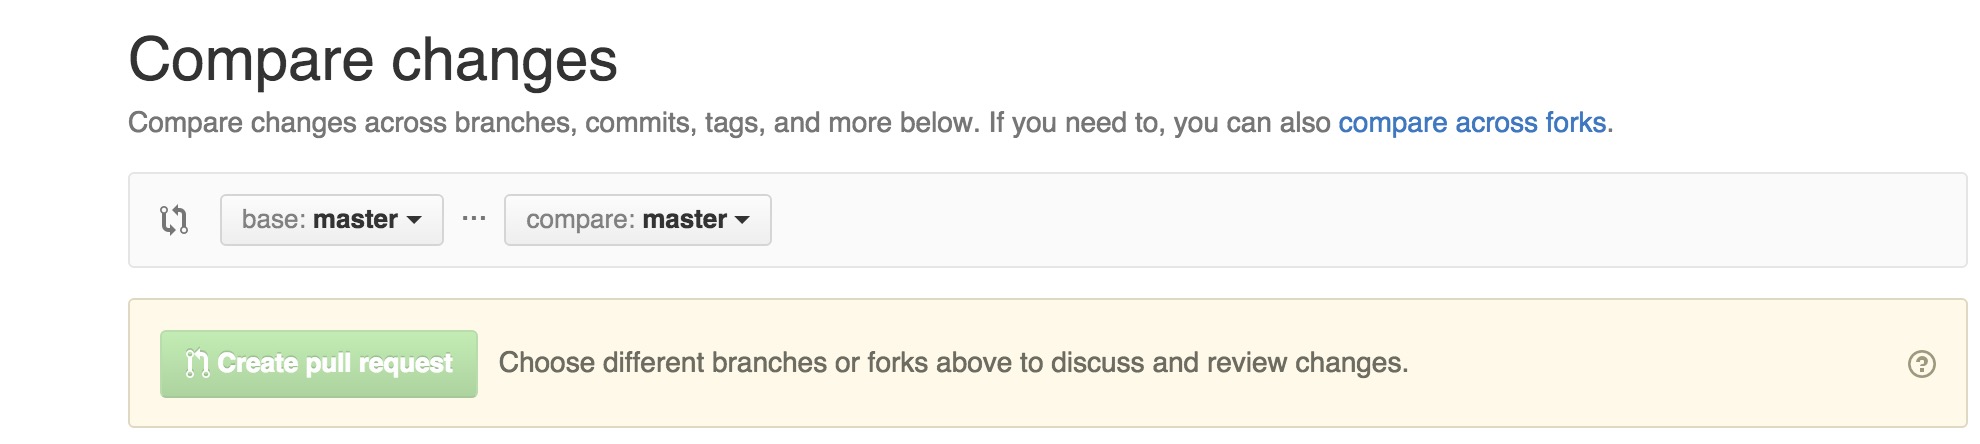 Compare changes
Compare changes across branches, commits, tags, and more below. If you need to, you can also compare across forks.
base: master ... compare: master
Create pull request Choose different branches or forks above to discuss and review changes. ?